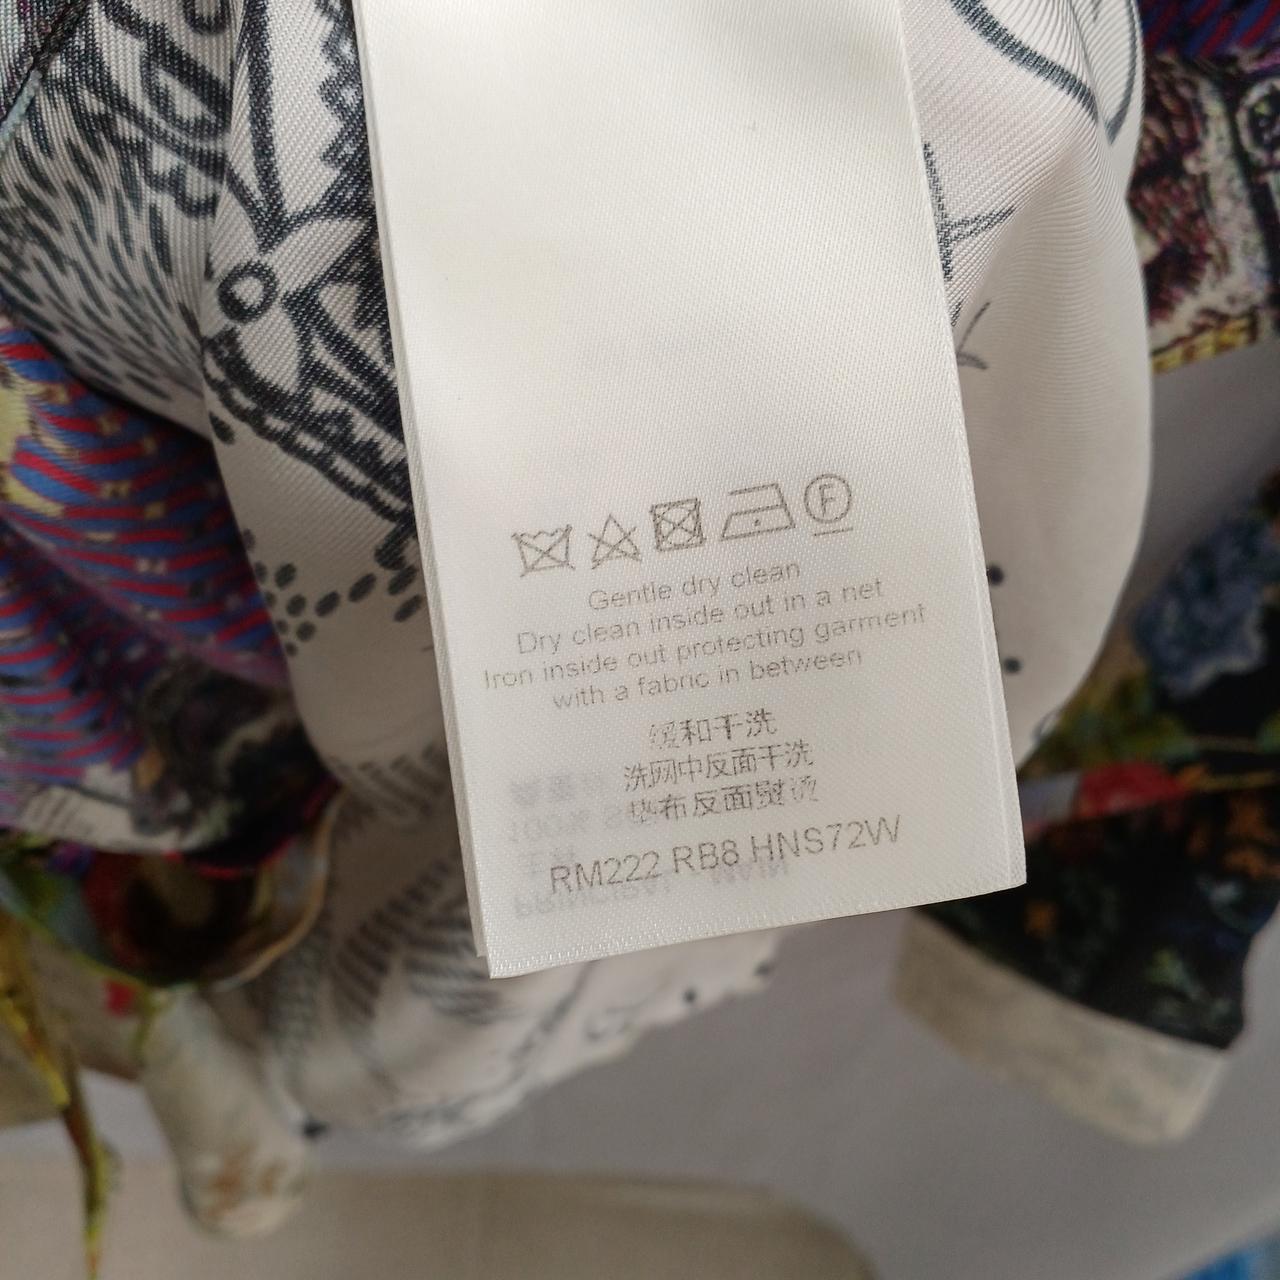 F
Gentle dry clean
Dry clean inside out in a net
Iron inside out protecting garment
with a fabric in between
缓和干洗
洗网中反面干洗
垫布反面熨烫
RM222 RB8 HNS72W